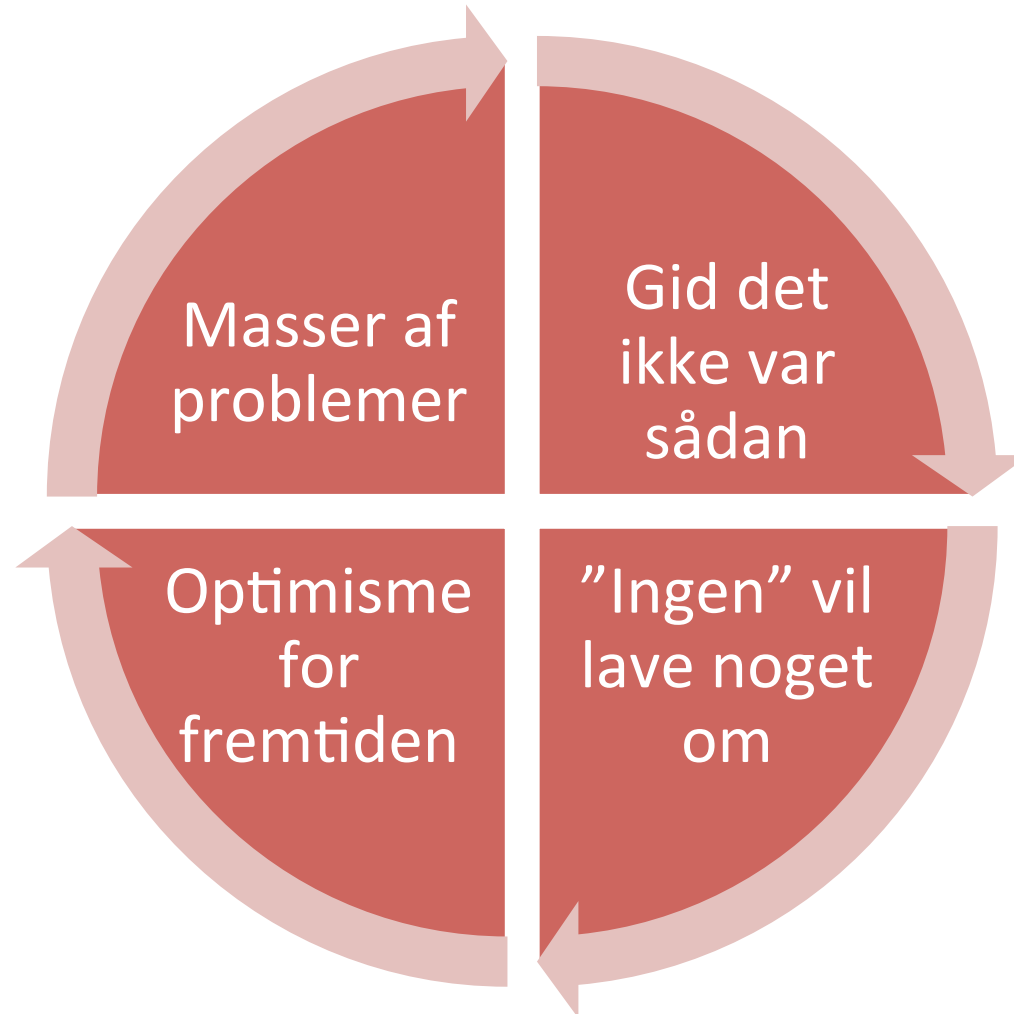 Masser af
problemer
Gid det
ikke var
sådan
Optimisme
for
fremtiden
”Ingen” vil
lave noget
om